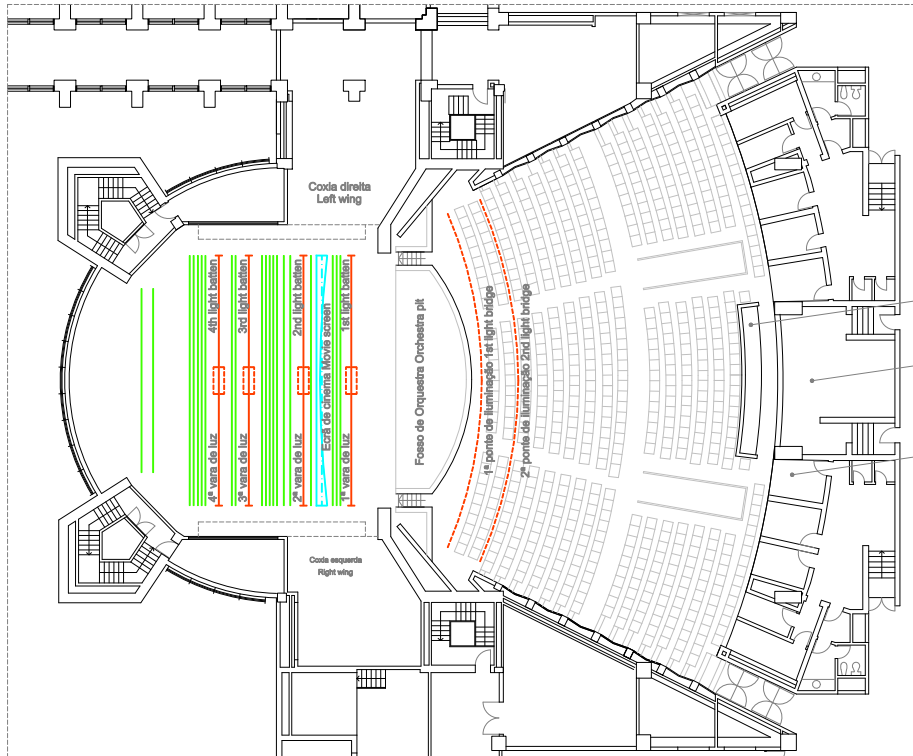 Coxia direita
Left wing
4ª vara de luz 4th light batten
3ª vara de luz 3rd light batten
2ª vara de luz 2nd light batten
Ecrã de cinema Movie screen
1ª vara de luz 1st light batten
Fosso de Orquestra Orchestra pit
1ª ponte de iluminação 1st light bridge
2ª ponte de iluminação 2nd light bridge
Coxia esquerda
Right wing